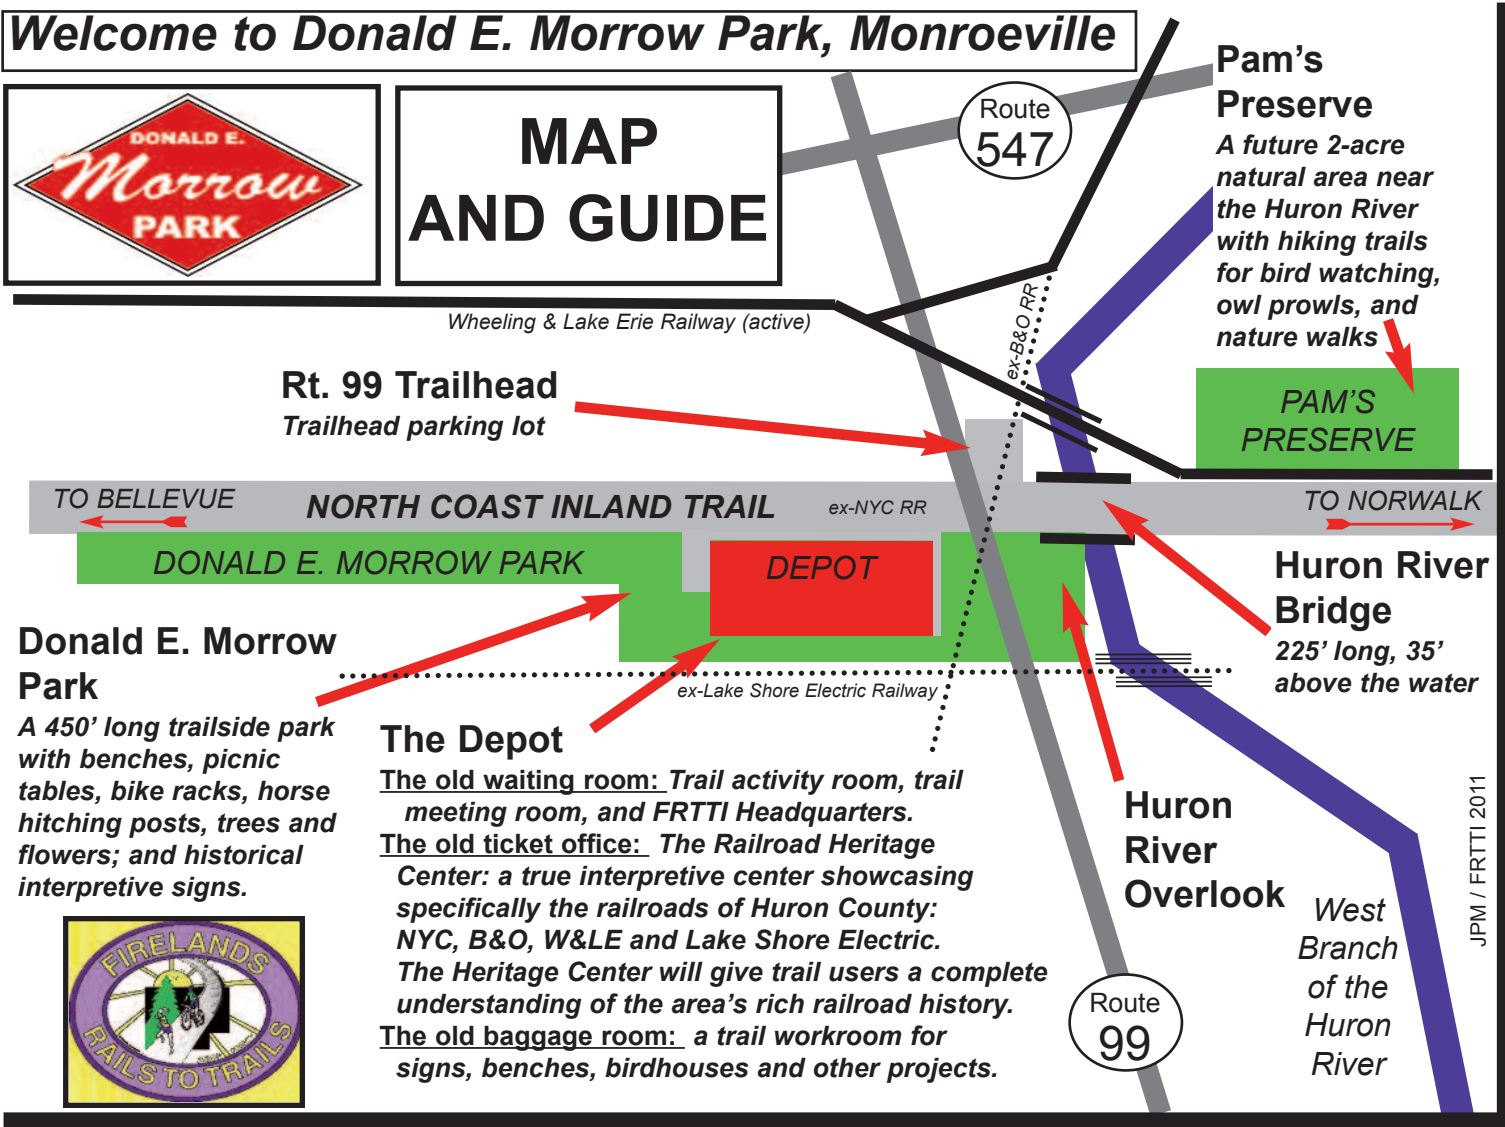 Welcome to Donald E. Morrow Park, Monroeville
DONALD E.
Morrow
PARK
MAP
AND GUIDE
Route
547
Pam's
Preserve
A future 2-acre
natural area near
the Huron River
with hiking trails
for bird watching,
owl prowls, and
nature walks
Wheeling & Lake Erie Railway (active)
ex-B&O RR
Rt. 99 Trailhead
Trailhead parking lot
PAM'S
PRESERVE
TO BELLEVUE
NORTH COAST INLAND TRAIL
ex-NYC RR
TO NORWALK
DONALD E. MORROW PARK
DEPOT
Huron River
Bridge
225' long, 35'
above the water
Donald E. Morrow
Park
A 450' long trailside park
with benches, picnic
tables, bike racks, horse
hitching posts, trees and
flowers; and historical
interpretive signs.
ex-Lake Shore Electric Railway
The Depot
The old waiting room: Trail activity room, trail
meeting room, and FRTTI Headquarters.
The old ticket office: The Railroad Heritage
Center: a true interpretive center showcasing
specifically the railroads of Huron County:
NYC, B&O, W&LE and Lake Shore Electric.
The Heritage Center will give trail users a complete
understanding of the area's rich railroad history.
The old baggage room: a trail workroom for
signs, benches, birdhouses and other projects.
Huron
River
Overlook
West
Branch
of the
Huron
River
Route
99
JPM / FRTTI 2011
FIRELANDS
RAILS TO TRAILS